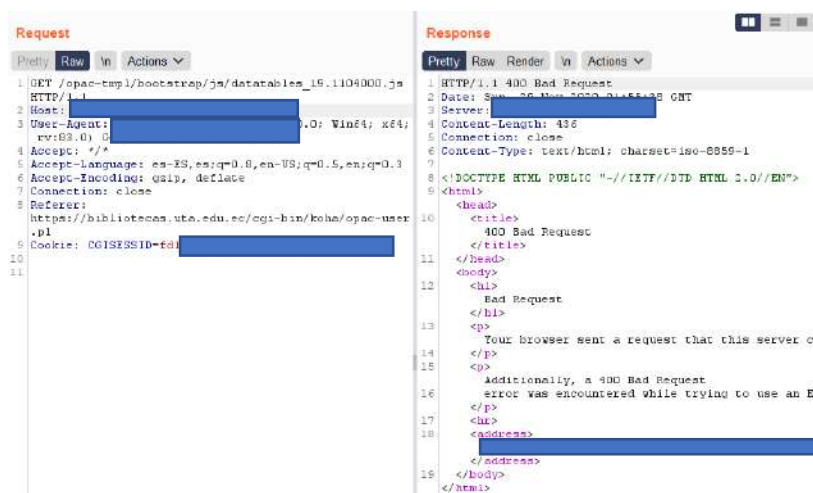 Request
Pretty Raw \n Actions
1 GET /opac-tmpl/bootstrap/js/datatables_19.1104000.js
HTTP/1.1
2 Host:
3 User-Agent: 0.0; Win64; x64;
rv:83.0) G
4 Accept: */*
5 Accept-Language: es-ES,es;q=0.8,en-US;q=0.5,en;q=0.3
6 Accept-Encoding: gzip, deflate
7 Connection: close
8 Referer:
https://bibliotecas.uta.edu.ec/cgi-bin/koha/opac-user
.pl
9 Cookie: CGISESSID=fd1
10
11
Response
Pretty Raw Render \n Actions
1 HTTP/1.1 400 Bad Request
2 Date: Sun, 29 Nov 2020 GMT
3 Server:
4 Content-Length: 436
5 Connection: close
6 Content-Type: text/html; charset=iso-8859-1
7
8 <!DOCTYPE HTML PUBLIC "-//IETF//DTD HTML 2.0//EN">
9 <html>
<head>
10 <title>
400 Bad Request
</title>
11 </head>
<body>
12 <h1>
Bad Request
</h1>
13 <p>
Your browser sent a request that this server c
14 </p>
15 <p>
Additionally, a 400 Bad Request
16 error was encountered while trying to use an E
</p>
17 <hr>
18 <address>
</address>
19 </body>
</html>